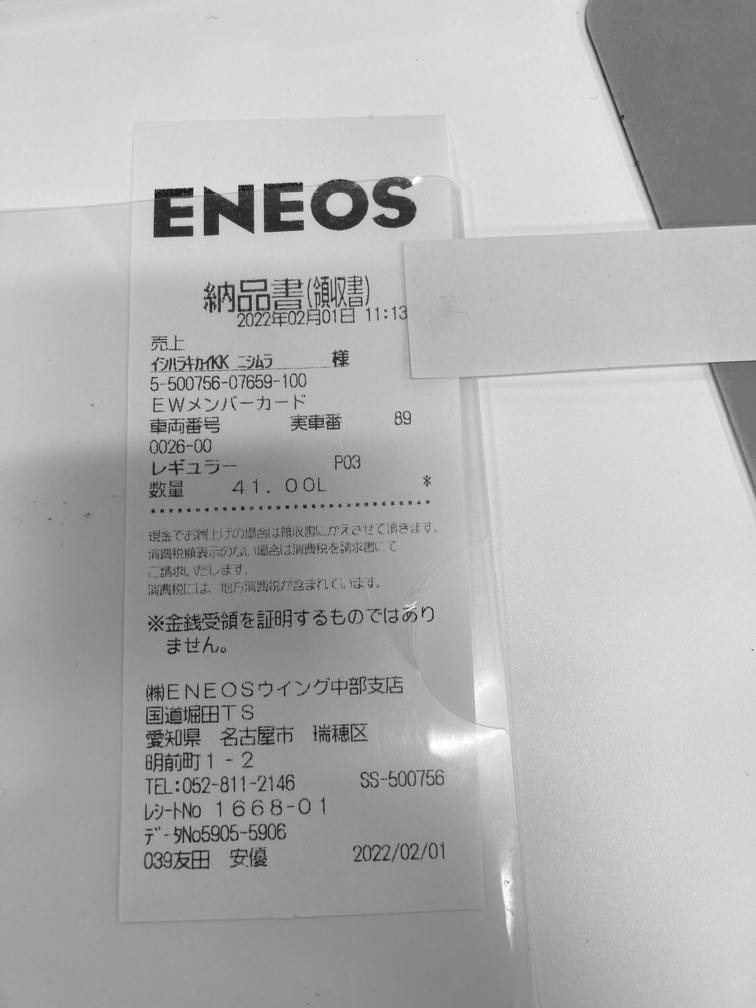 ENEOS
納品書(領収書)
2022年02月01日 11:13
売上
イシハラキカイKK ニシムラ 様
5-500756-07659-100
EWメンバーカード
車両番号 実車番 89
0026-00
レギュラー P03
数量 41.00L *
現金でお買上げの場合は領収書にかえさせて頂きます。
消費税額表示のない場合は消費税を請求書にて
ご請求いたします。
消費税には、地方消費税が含まれています。
※金銭受領を証明するものではあり
ません。
(株)ENEOSウイング中部支店
国道堀田TS
愛知県 名古屋市 瑞穂区
明前町1-2
TEL:052-811-2146 SS-500756
レシートNo 1668-01
データNo5905-5906
039友田 安優 2022/02/01